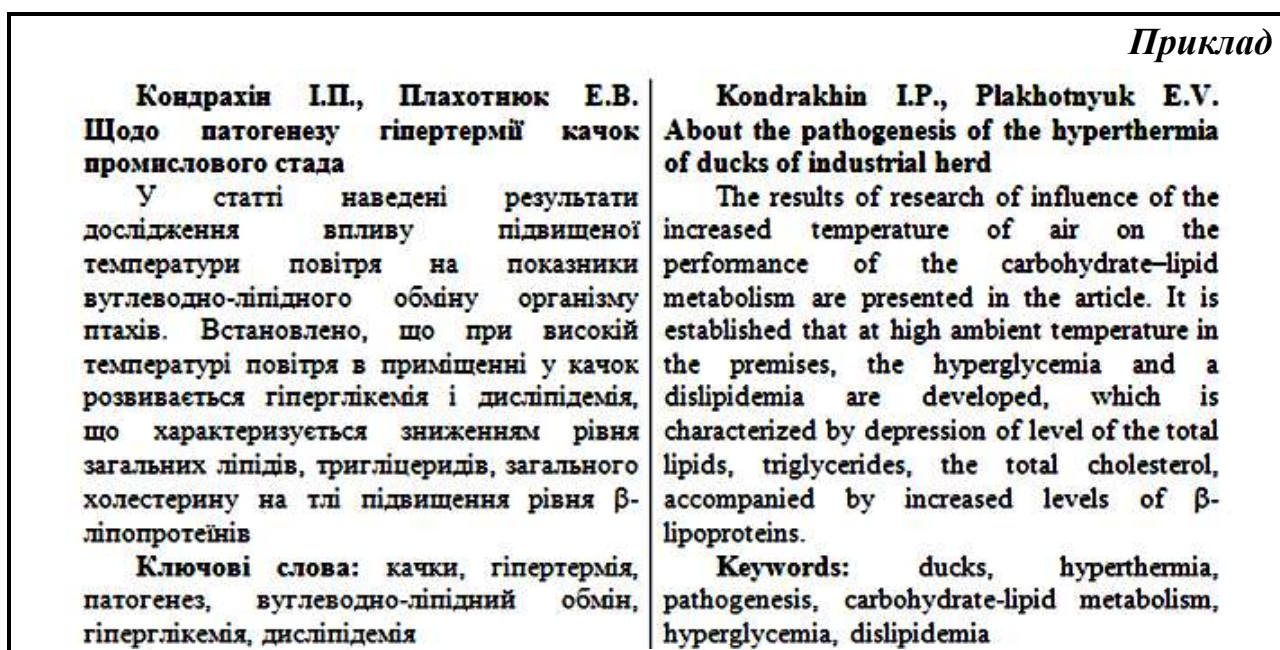 Приклад
Кондрахін І.П., Плахотнюк Е.В.
Щодо патогенезу гіпертермії качок
промислового стада
У статті наведені результати
дослідження впливу підвищеної
температури повітря на показники
вуглеводно-ліпідного обміну організму
птахів. Встановлено, що при високій
температурі повітря в приміщенні у качок
розвивається гіперглікемія і дисліпідемія,
що характеризується зниженням рівня
загальних ліпідів, тригліцеридів, загального
холестерину на тлі підвищення рівня β-
ліпопротеїнів
Ключові слова: качки, гіпертермія,
патогенез, вуглеводно-ліпідний обмін,
гіперглікемія, дисліпідемія
Kondrakhin I.P., Plakhotnyuk E.V.
About the pathogenesis of the hyperthermia
of ducks of industrial herd
The results of research of influence of the
increased temperature of air on the
performance of the carbohydrate–lipid
metabolism are presented in the article. It is
established that at high ambient temperature in
the premises, the hyperglycemia and a
dislipidemia are developed, which is
characterized by depression of level of the total
lipids, triglycerides, the total cholesterol,
accompanied by increased levels of β-
lipoproteins.
Keywords: ducks, hyperthermia,
pathogenesis, carbohydrate-lipid metabolism,
hyperglycemia, dislipidemia